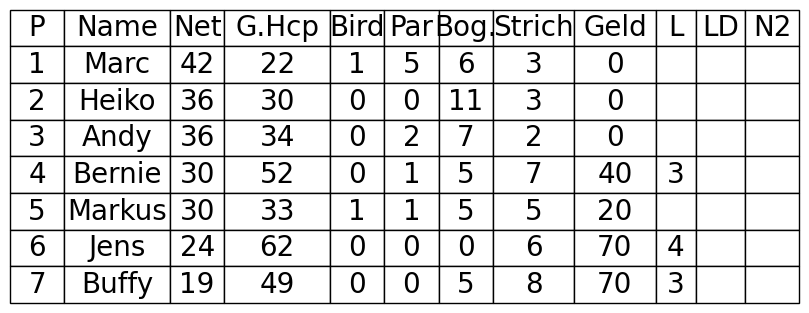 P Name Net G.Hcp Bird Par Bog. Strich Geld L LD N2
1 Marc 42 22 1 5 6 3 0
2 Heiko 36 30 0 0 11 3 0
3 Andy 36 34 0 2 7 2 0
4 Bernie 30 52 0 1 5 7 40 3
5 Markus 30 33 1 1 5 5 20
6 Jens 24 62 0 0 0 6 70 4
7 Buffy 19 49 0 0 5 8 70 3